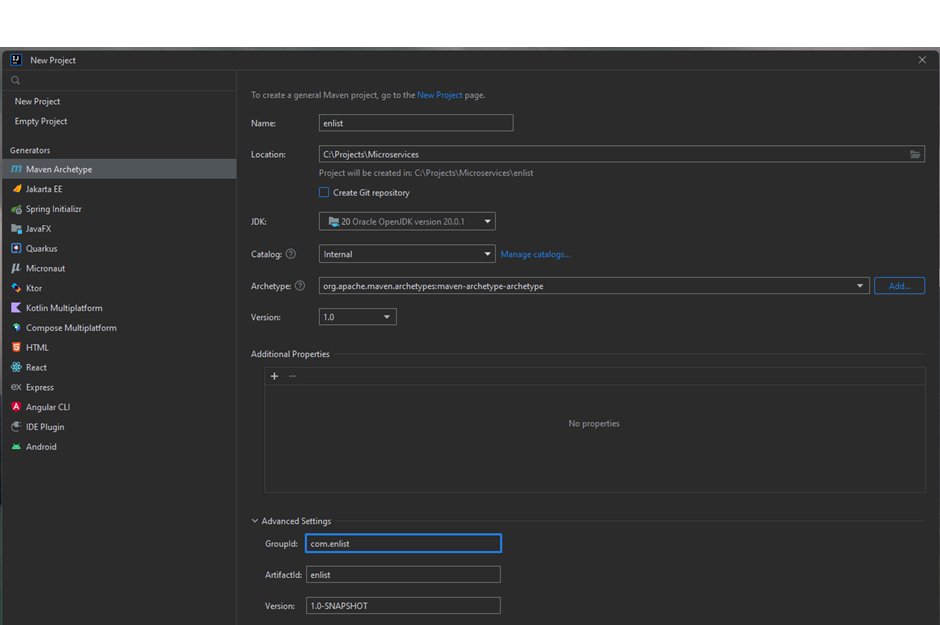 New Project
New Project
Empty Project
Generators
Maven Archetype
Jakarta EE
Spring Initializr
JavaFX
Quarkus
Micronaut
Ktor
Kotlin Multiplatform
Compose Multiplatform
HTML
React
ex Express
Angular CLI
IDE Plugin
Android
To create a general Maven project, go to the New Project page.
Name: enlist
Location: C:\Projects\Microservices
Project will be created in: C:\Projects\Microservices\enlist
Create Git repository
JDK: 20 Oracle OpenJDK version 20.0.1
Catalog: ? Internal Manage catalogs...
Archetype: ? org.apache.maven.archetypes:maven-archetype-archetype Add...
Version: 1.0
Additional Properties
+ −
No properties
Advanced Settings
GroupId: com.enlist
ArtifactId: enlist
Version: 1.0-SNAPSHOT